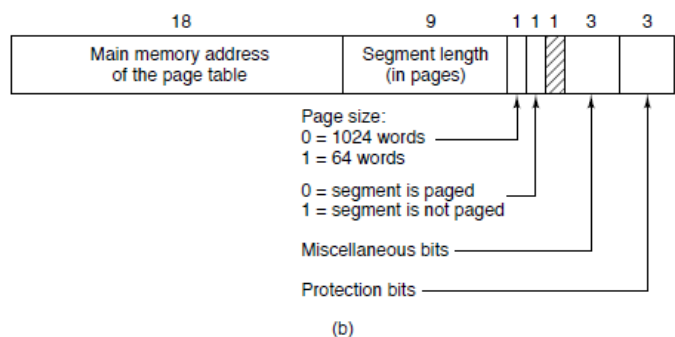 18 9 1 1 1 3 3
Main memory address
of the page table
Segment length
(in pages)
Page size:
0 = 1024 words
1 = 64 words
0 = segment is paged
1 = segment is not paged
Miscellaneous bits
Protection bits
(b)